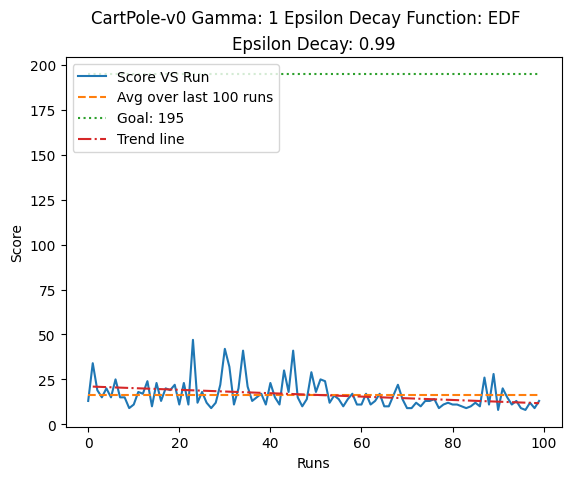 CartPole-v0 Gamma: 1 Epsilon Decay Function: EDF
Epsilon Decay: 0.99
Score VS Run
Avg over last 100 runs
Goal: 195
Trend line
200
175
150
125
100
75
50
25
0
Score
0 20 40 60 80 100
Runs